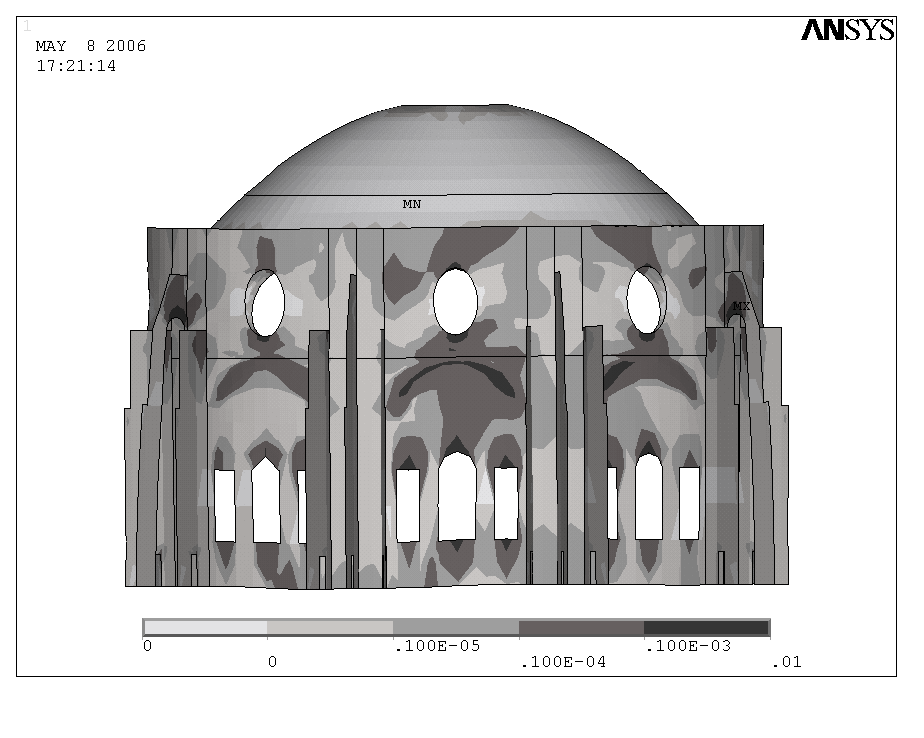 1
ANSYS
MAY 8 2006
17:21:14
MN
MX
0 .100E-05 .100E-03
0 .100E-04 .01